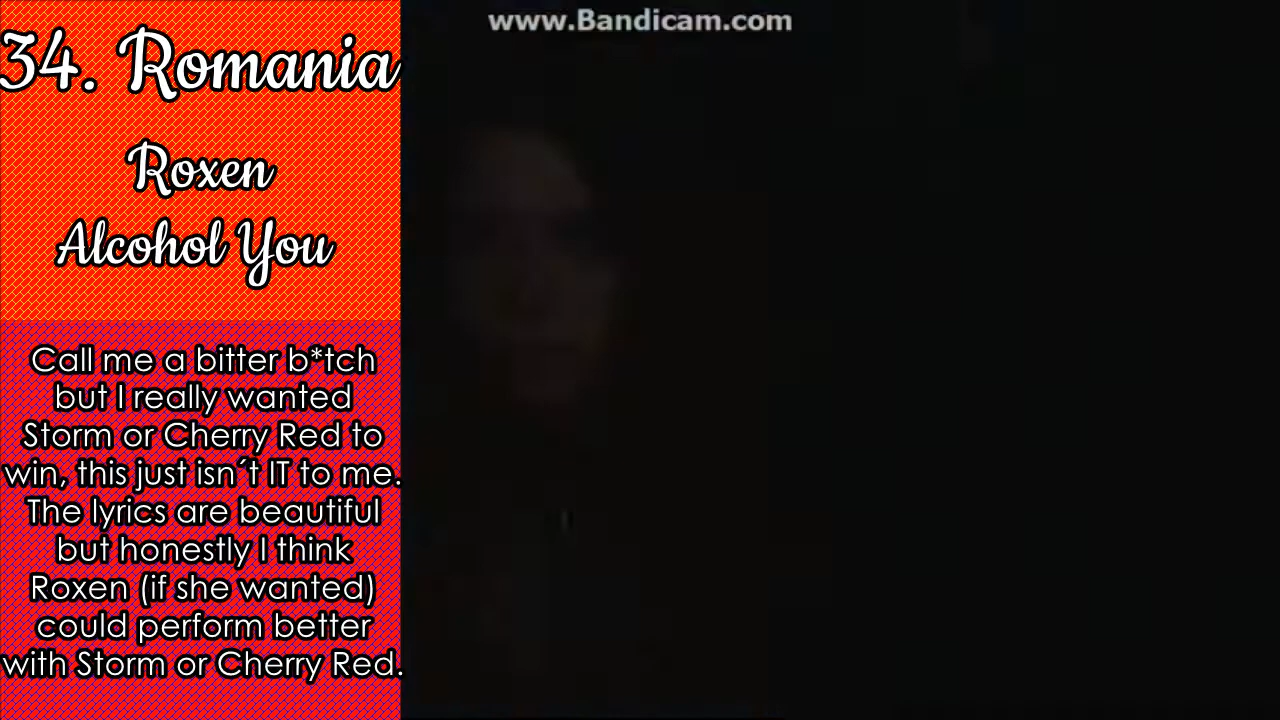 www.Bandicam.com
34. Romania
Roxen
Alcohol You
Call me a bitter b*tch
but I really wanted
Storm or Cherry Red to
win, this just isn´t IT to me.
The lyrics are beautiful
but honestly I think
Roxen (if she wanted)
could perform better
with Storm or Cherry Red.